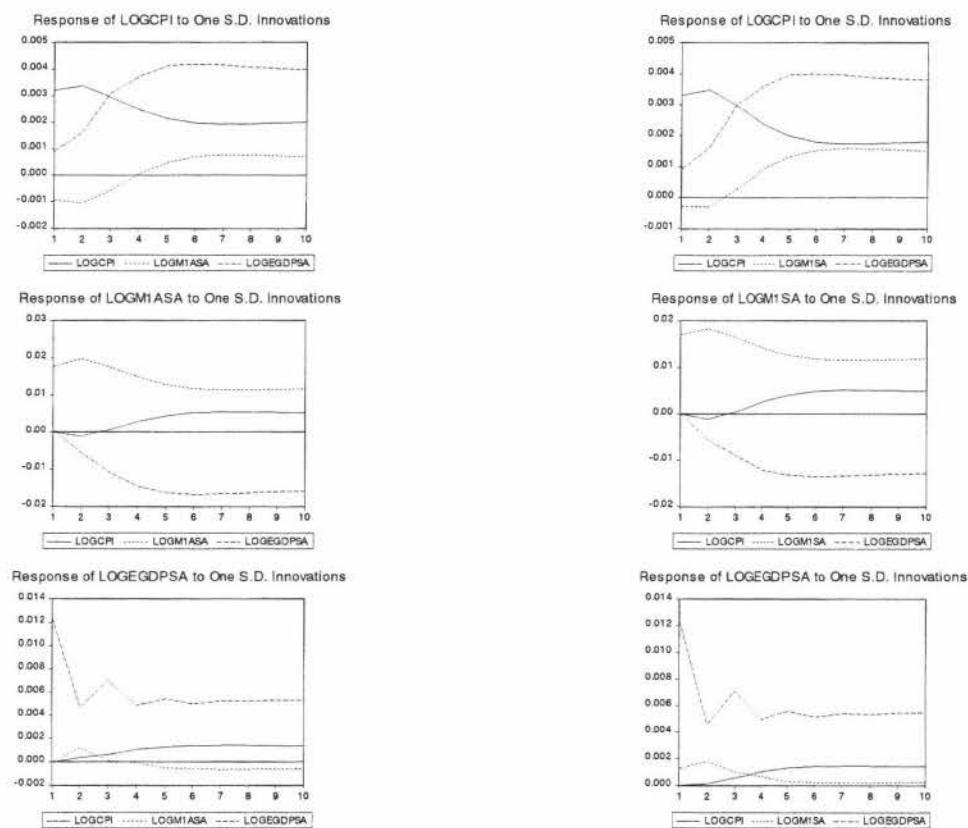 Response of LOGCPI to One S.D. Innovations
0.005
0.004
0.003
0.002
0.001
0.000
-0.001
-0.002
1 2 3 4 5 6 7 8 9 10
LOGCPI LOGM1ASA LOGEGDPSA
Response of LOGCPI to One S.D. Innovations
0.005
0.004
0.003
0.002
0.001
0.000
-0.001
1 2 3 4 5 6 7 8 9 10
LOGCPI LOGM1SA LOGEGDPSA
Response of LOGM1ASA to One S.D. Innovations
0.03
0.02
0.01
0.00
-0.01
-0.02
1 2 3 4 5 6 7 8 9 10
LOGCPI LOGM1ASA LOGEGDPSA
Response of LOGM1SA to One S.D. Innovations
0.02
0.01
0.00
-0.01
-0.02
1 2 3 4 5 6 7 8 9 10
LOGCPI LOGM1SA LOGEGDPSA
Response of LOGEGDPSA to One S.D. Innovations
0.014
0.012
0.010
0.008
0.006
0.004
0.002
0.000
-0.002
1 2 3 4 5 6 7 8 9 10
LOGCPI LOGM1ASA LOGEGDPSA
Response of LOGEGDPSA to One S.D. Innovations
0.014
0.012
0.010
0.008
0.006
0.004
0.002
0.000
1 2 3 4 5 6 7 8 9 10
LOGCPI LOGM1SA LOGEGDPSA